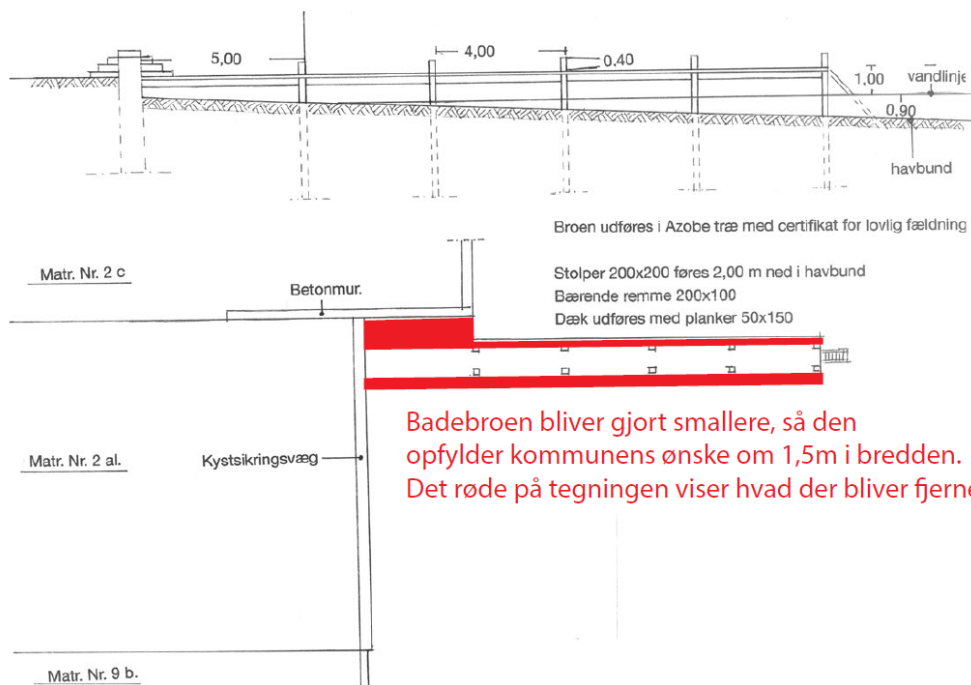 5,00
4,00
0,40
1,00
vandlinje
0,90
havbund
Broen udføres i Azobe træ med certifikat for lovlig fældning
Matr. Nr. 2 c
Betonmur.
Stolper 200x200 føres 2,00 m ned i havbund
Bærende remme 200x100
Dæk udføres med planker 50x150
Badebroen bliver gjort smallere, så den
opfylder kommunens ønske om 1,5m i bredden.
Det røde på tegningen viser hvad der bliver fjerne
Matr. Nr. 2 al.
Kystsikringsvæg
Matr. Nr. 9 b.